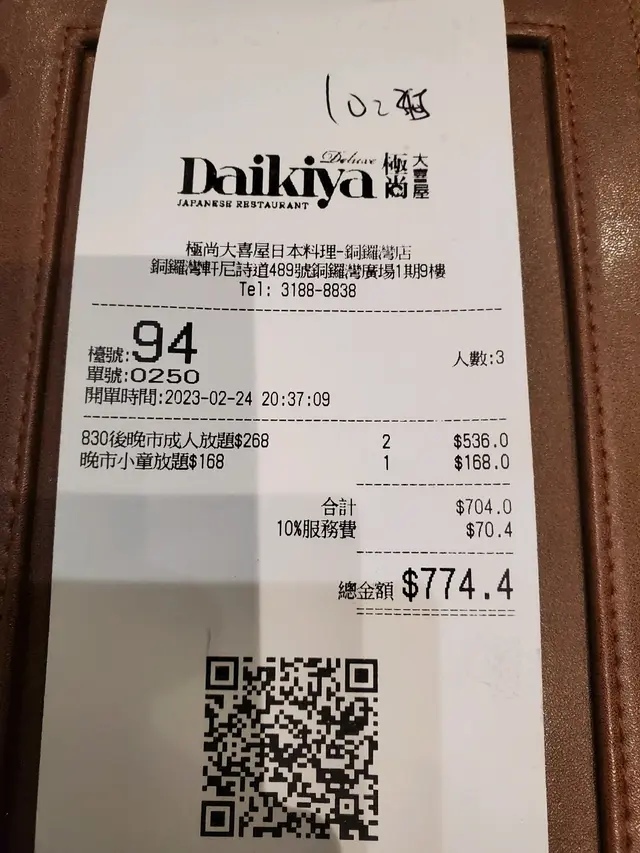 102
Deluxe
Daikiya 極尚 大喜屋
JAPANESE RESTAURANT
極尚大喜屋日本料理-銅鑼灣店
銅鑼灣軒尼詩道489號銅鑼灣廣場1期9樓
Tel: 3188-8838
檯號:94 人數:3
單號:0250
開單時間:2023-02-24 20:37:09
830後晚市成人放題$268 2 $536.0
晚市小童放題$168 1 $168.0
合計 $704.0
10%服務費 $70.4
總金額 $774.4